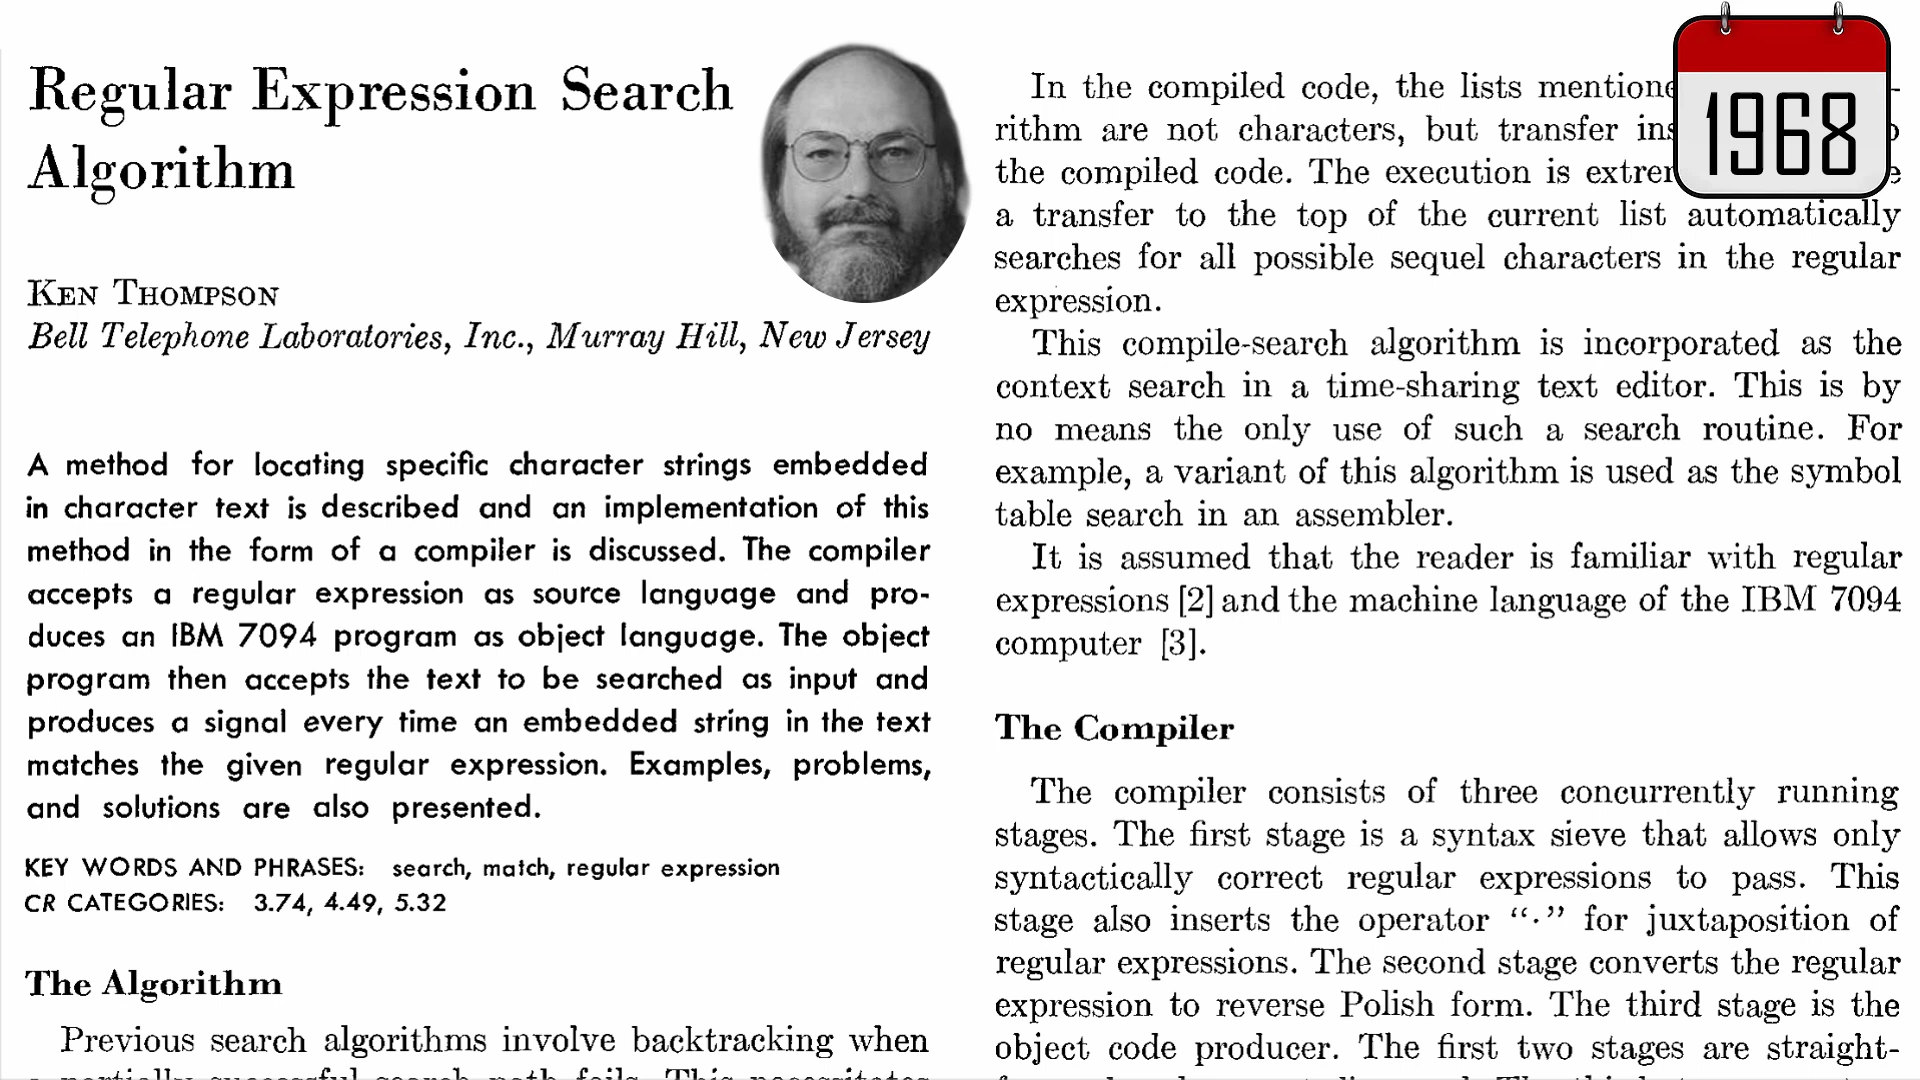 Regular Expression Search
Algorithm
KEN THOMPSON
Bell Telephone Laboratories, Inc., Murray Hill, New Jersey
A method for locating specific character strings embedded
in character text is described and an implementation of this
method in the form of a compiler is discussed. The compiler
accepts a regular expression as source language and pro-
duces an IBM 7094 program as object language. The object
program then accepts the text to be searched as input and
produces a signal every time an embedded string in the text
matches the given regular expression. Examples, problems,
and solutions are also presented.
KEY WORDS AND PHRASES: search, match, regular expression
CR CATEGORIES: 3.74, 4.49, 5.32
The Algorithm
Previous search algorithms involve backtracking when
In the compiled code, the lists
rithm are not characters, but transfer
the compiled code. The execution is
a transfer to the top of the current list automatically
searches for all possible sequel characters in the regular
expression.
This compile-search algorithm is incorporated as the
context search in a time-sharing text editor. This is by
no means the only use of such a search routine. For
example, a variant of this algorithm is used as the symbol
table search in an assembler.
It is assumed that the reader is familiar with regular
expressions [2] and the machine language of the IBM 7094
computer [3].
The Compiler
The compiler consists of three concurrently running
stages. The first stage is a syntax sieve that allows only
syntactically correct regular expressions to pass. This
stage also inserts the operator “·” for juxtaposition of
regular expressions. The second stage converts the regular
expression to reverse Polish form. The third stage is the
object code producer. The first two stages are straight-
1968